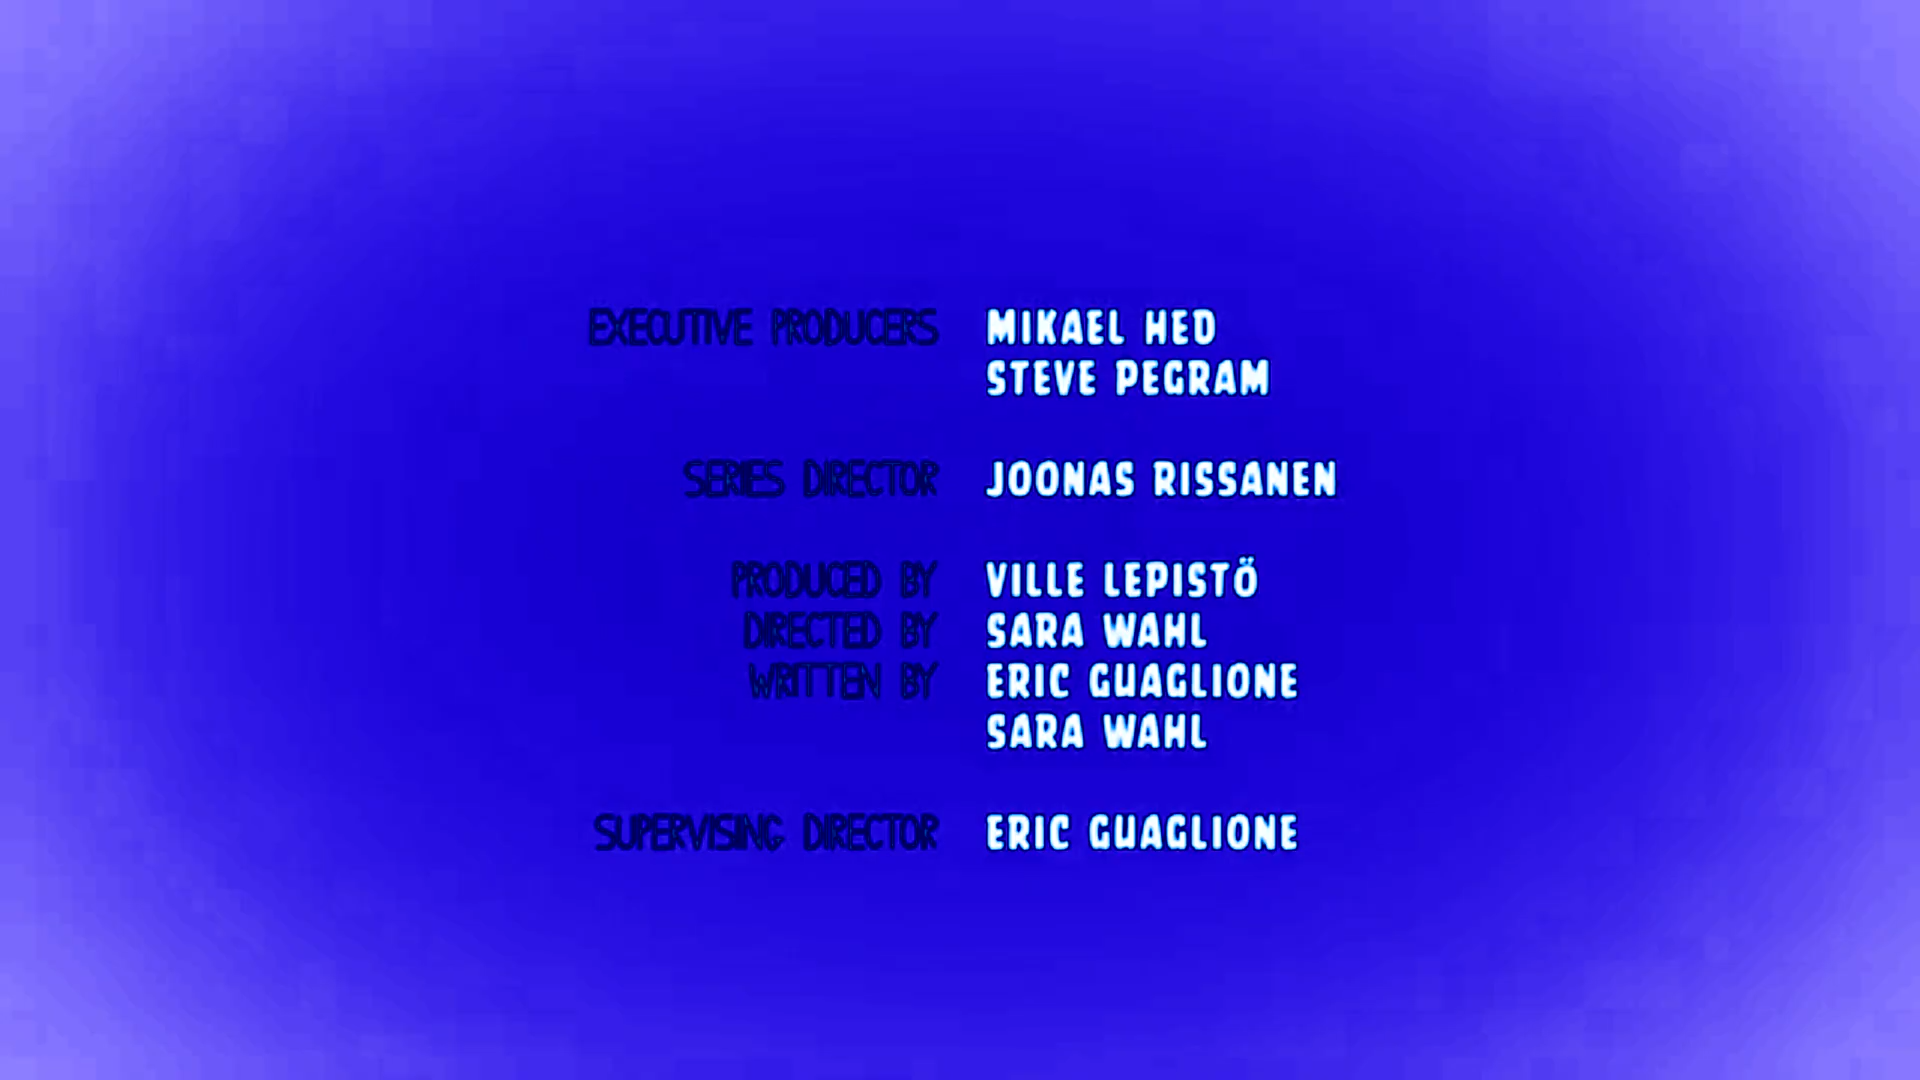 EXECUTIVE PRODUCERS MIKAEL HED
STEVE PEGRAM
SERIES DIRECTOR JOONAS RISSANEN
PRODUCED BY VILLE LEPISTÖ
DIRECTED BY SARA WAHL
WRITTEN BY ERIC GUAGLIONE
SARA WAHL
SUPERVISING DIRECTOR ERIC GUAGLIONE